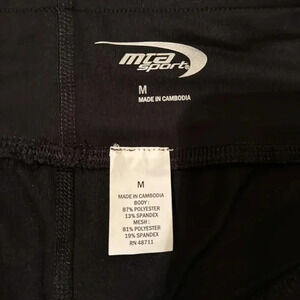 mta
sport
M
MADE IN CAMBODIA
M
MADE IN CAMBODIA
BODY:
87% POLYESTER
13% SPANDEX
MESH:
81% POLYESTER
19% SPANDEX
RN 48711